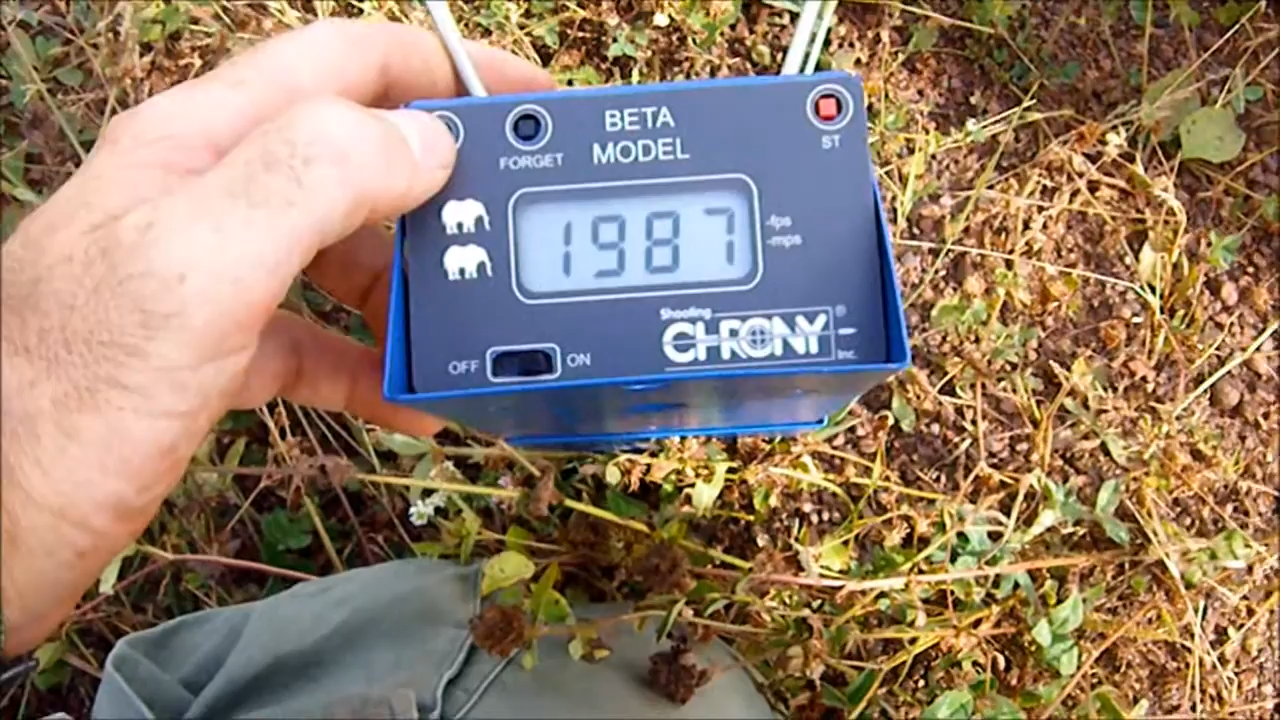 BETA
MODEL
FORGET
ST
1987
-fps
-mps
Shooting
CHRONY ®
Inc.
OFF
ON